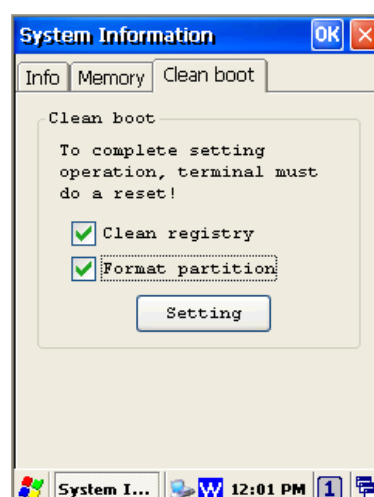 System Information OK
Info Memory Clean boot
Clean boot
To complete setting
operation, terminal must
do a reset!
Clean registry
Format partition
Setting
System I... W 12:01 PM 1